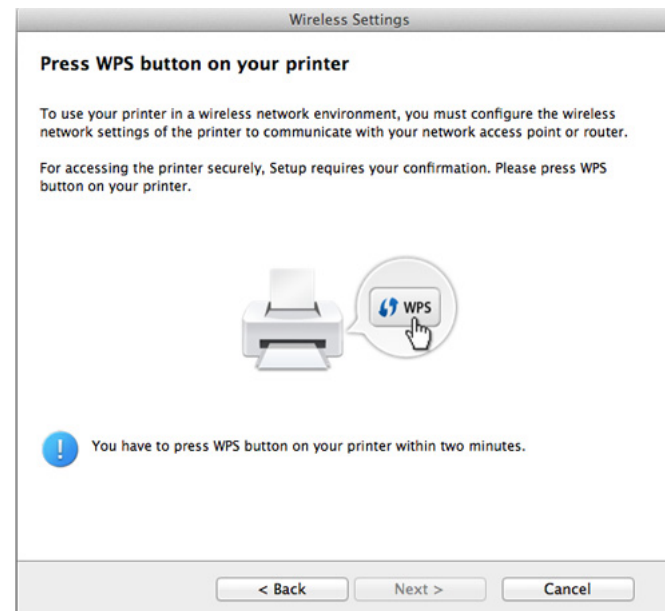 Wireless Settings
Press WPS button on your printer
To use your printer in a wireless network environment, you must configure the wireless
network settings of the printer to communicate with your network access point or router.
For accessing the printer securely, Setup requires your confirmation. Please press WPS
button on your printer.
WPS
You have to press WPS button on your printer within two minutes.
< Back
Next >
Cancel